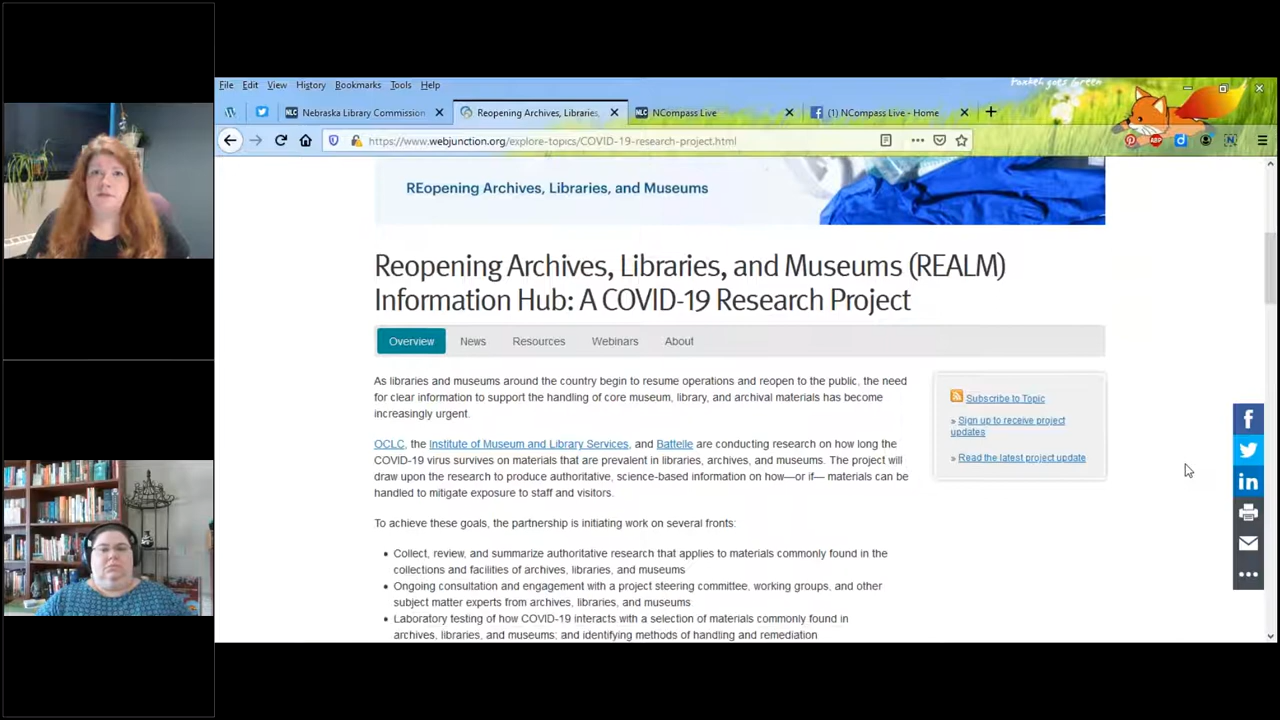 Foxkeh goes Green
File Edit View History Bookmarks Tools Help
Nebraska Library Commission
Reopening Archives, Libraries,
NCompass Live
(1) NCompass Live - Home
https://www.webjunction.org/explore-topics/COVID-19-research-project.html
REopening Archives, Libraries, and Museums
Reopening Archives, Libraries, and Museums (REALM)
Information Hub: A COVID-19 Research Project
Overview News Resources Webinars About
As libraries and museums around the country begin to resume operations and reopen to the public, the need
for clear information to support the handling of core museum, library, and archival materials has become
increasingly urgent.
OCLC, the Institute of Museum and Library Services, and Battelle are conducting research on how long the
COVID-19 virus survives on materials that are prevalent in libraries, archives, and museums. The project will
draw upon the research to produce authoritative, science-based information on how—or if— materials can be
handled to mitigate exposure to staff and visitors.
To achieve these goals, the partnership is initiating work on several fronts:
• Collect, review, and summarize authoritative research that applies to materials commonly found in the
collections and facilities of archives, libraries, and museums
• Ongoing consultation and engagement with a project steering committee, working groups, and other
subject matter experts from archives, libraries, and museums
• Laboratory testing of how COVID-19 interacts with a selection of materials commonly found in
archives, libraries, and museums; and identifying methods of handling and remediation
Subscribe to Topic
» Sign up to receive project
updates
» Read the latest project update